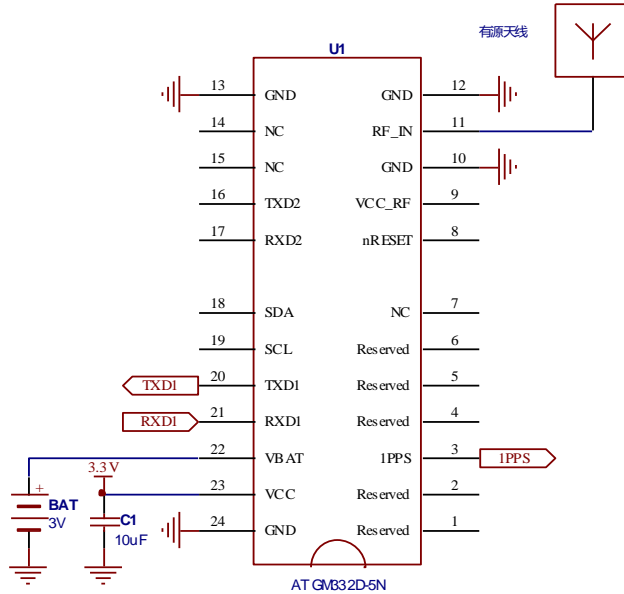 有源天线
U1
13 GND GND 12
14 NC RF_IN 11
15 NC GND 10
16 TXD2 VCC_RF 9
17 RXD2 nRESET 8
18 SDA NC 7
19 SCL Reserved 6
TXD1 20 TXD1 Reserved 5
RXD1 21 RXD1 Reserved 4
22 VBAT 1PPS 3 1PPS
3.3V
23 VCC Reserved 2
+
BAT
3V
C1
10uF
24 GND Reserved 1
ATGM332D-5N